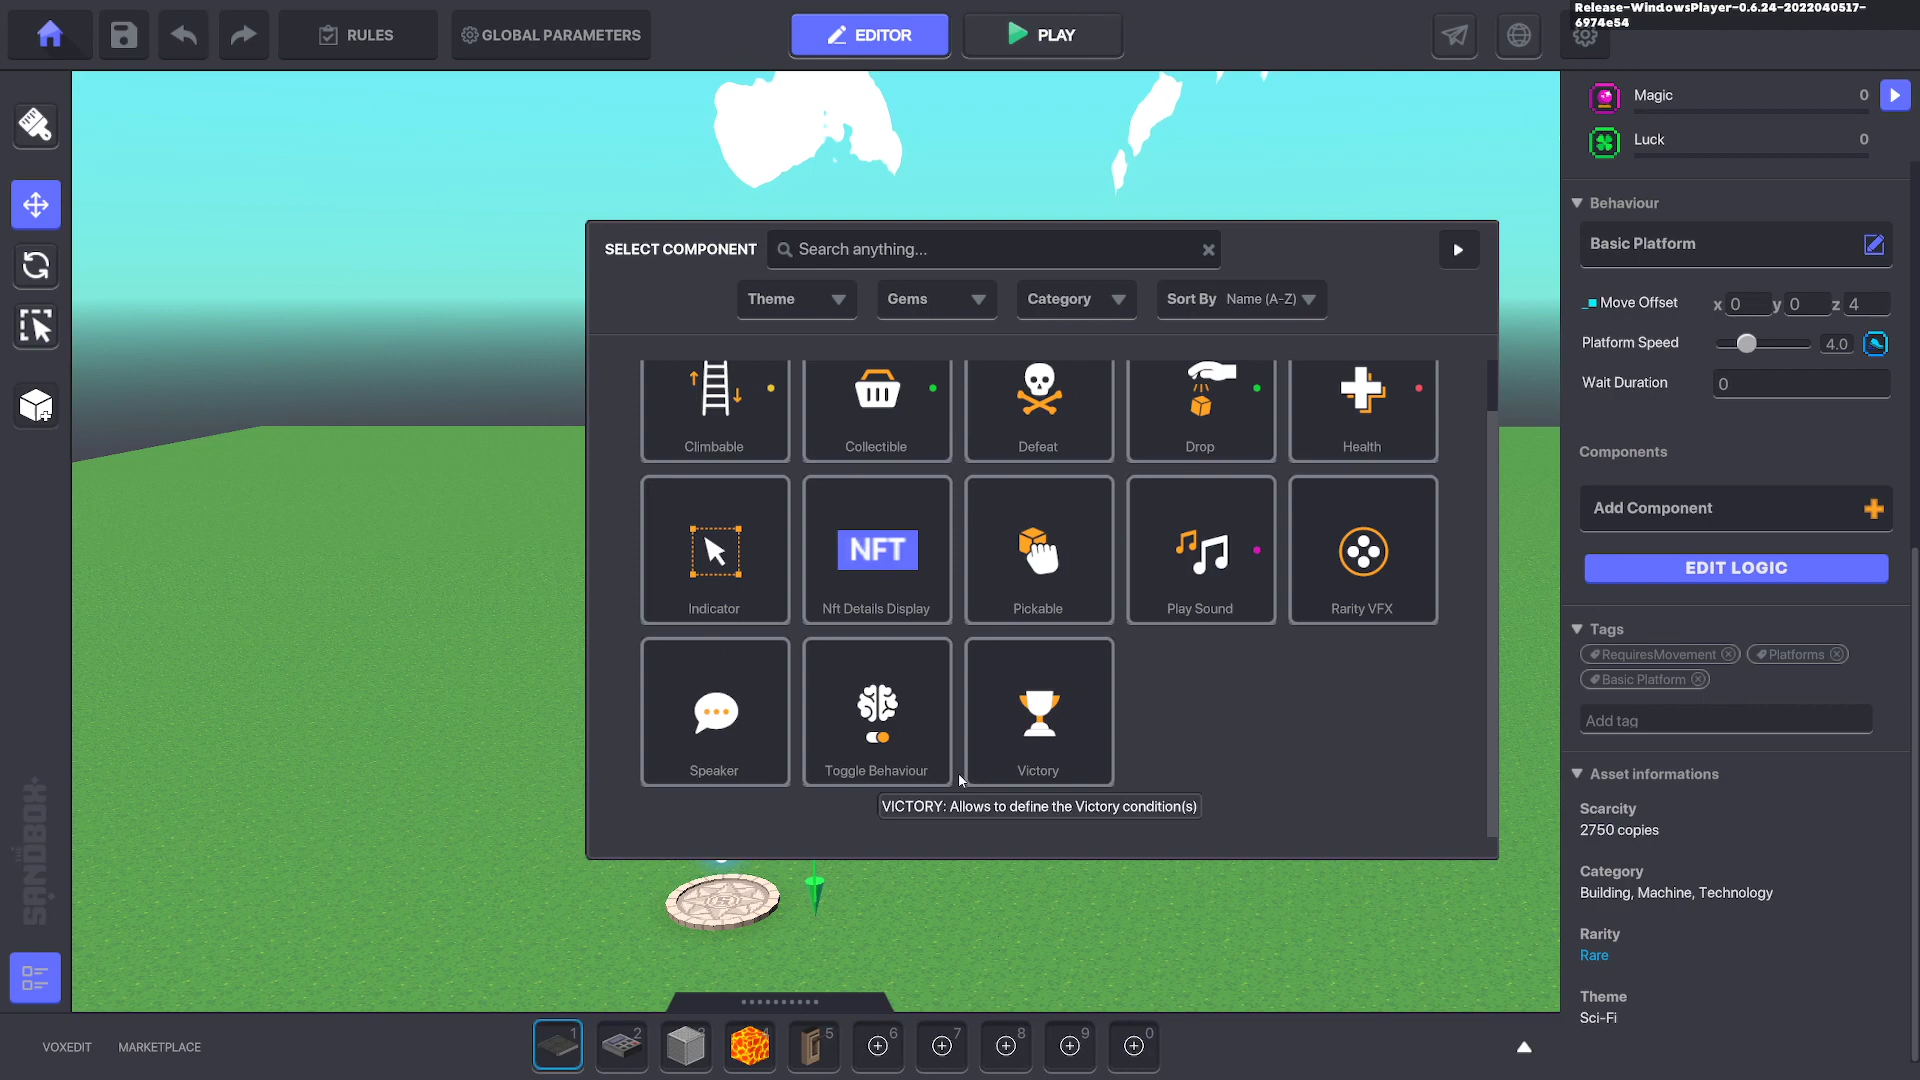 Release-WindowsPlayer-0.6.24-2022040517-
6974e54
RULES
GLOBAL PARAMETERS
EDITOR
PLAY
Magic 0
Luck 0
Behaviour
Basic Platform
Move Offset x 0 y 0 z 4
Platform Speed 4.0
Wait Duration 0
Components
Add Component
EDIT LOGIC
Tags
RequiresMovement Platforms
Basic Platform
Add tag
Asset informations
Scarcity
2750 copies
Category
Building, Machine, Technology
Rarity
Rare
Theme
Sci-Fi
SELECT COMPONENT Search anything...
Theme Gems Category Sort By Name (A-Z)
Climbable Collectible Defeat Drop Health
NFT
Indicator Nft Details Display Pickable Play Sound Rarity VFX
Speaker Toggle Behaviour Victory
VICTORY: Allows to define the Victory condition(s)
THE SANDBOX
VOXEDIT MARKETPLACE
1 2 3 4 5 6 7 8 9 0